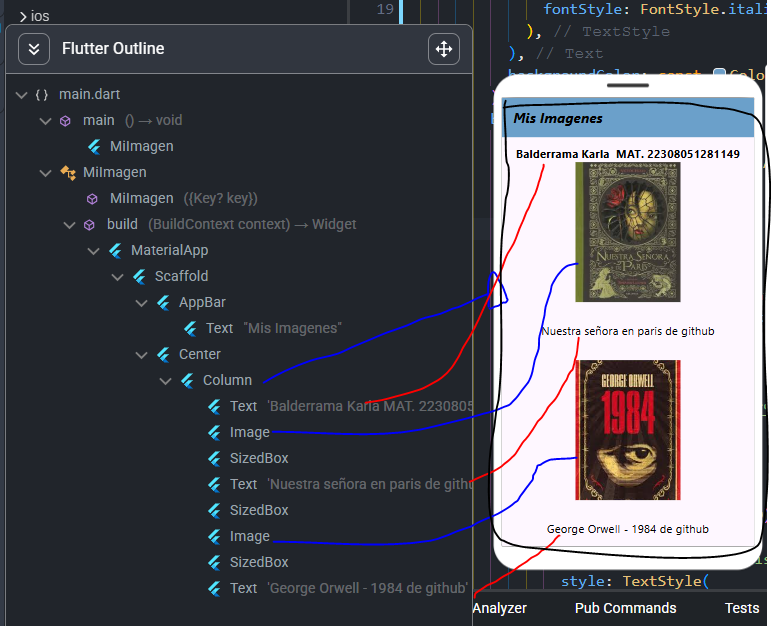 ios
19
fontStyle: FontStyle.itali
), // TextStyle
), // Text
Flutter Outline
{ } main.dart
main () → void
MiImagen
MiImagen
MiImagen ({Key? key})
build (BuildContext context) → Widget
MaterialApp
Scaffold
AppBar
Text "Mis Imagenes"
Center
Column
Text 'Balderrama Karla MAT. 2230805
Image
SizedBox
Text 'Nuestra señora en paris de gith
SizedBox
Image
SizedBox
Text 'George Orwell - 1984 de github'
Mis Imagenes
Balderrama Karla MAT. 22308051281149
NUESTRA SEÑORA
DE PARÍS
Nuestra señora en paris de github
GEORGE ORWELL
1984
George Orwell - 1984 de github
style: TextStyle(
Analyzer
Pub Commands
Tests